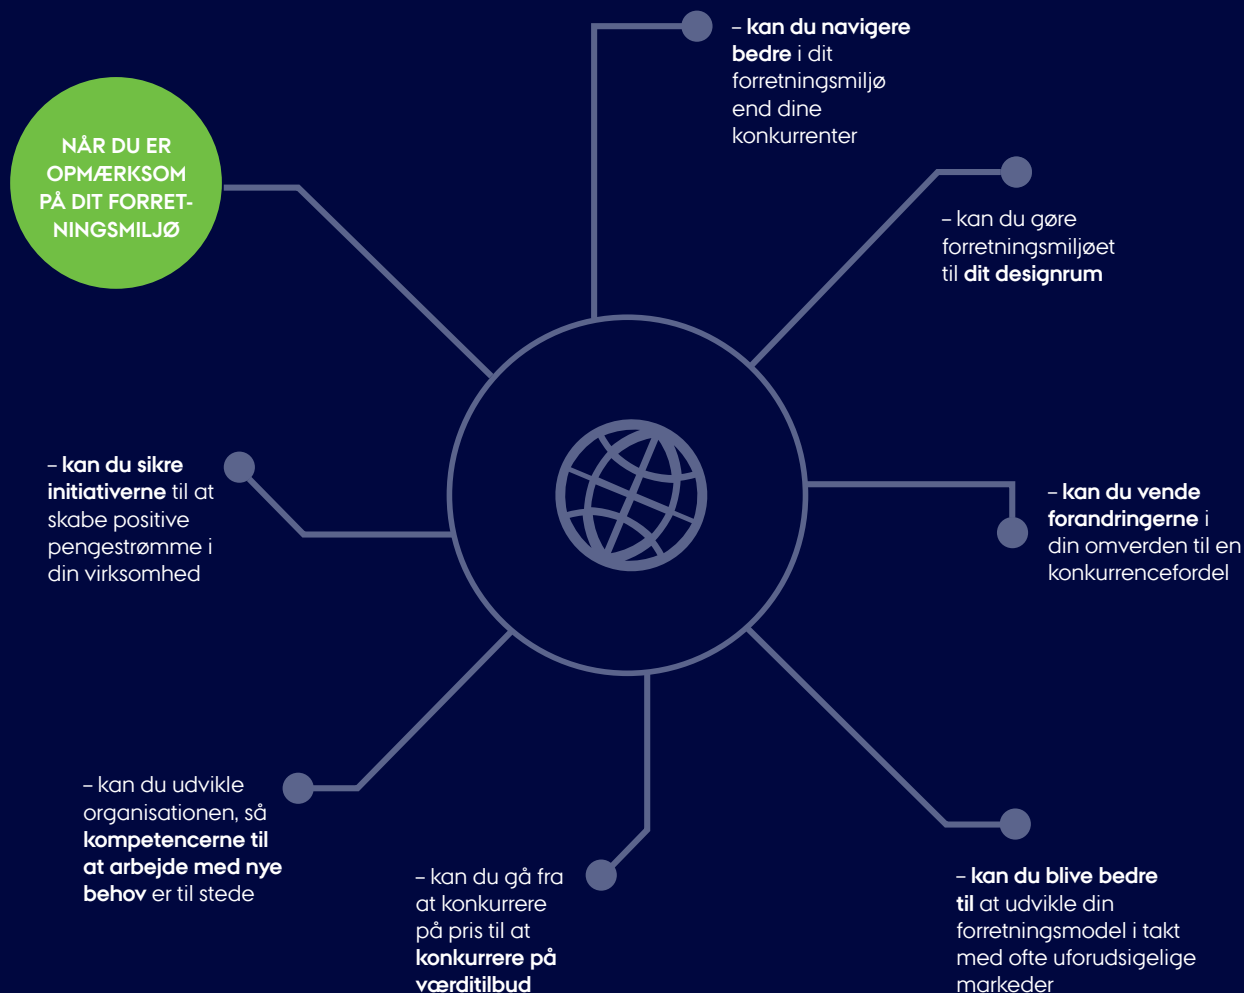 NÅR DU ER
OPMÆRKSOM
PÅ DIT FORRET-
NINGSMILJØ
– kan du navigere
bedre i dit
forretningsmiljø
end dine
konkurrenter
– kan du gøre
forretningsmiljøet
til dit designrum
– kan du vende
forandringerne i
din omverden til en
konkurrencefordel
– kan du blive bedre
til at udvikle din
forretningsmodel i takt
med ofte uforudsigelige
markeder
– kan du gå fra
at konkurrere
på pris til at
konkurrere på
værditilbud
– kan du udvikle
organisationen, så
kompetencerne til
at arbejde med nye
behov er til stede
– kan du sikre
initiativerne til at
skabe positive
pengestrømme i
din virksomhed